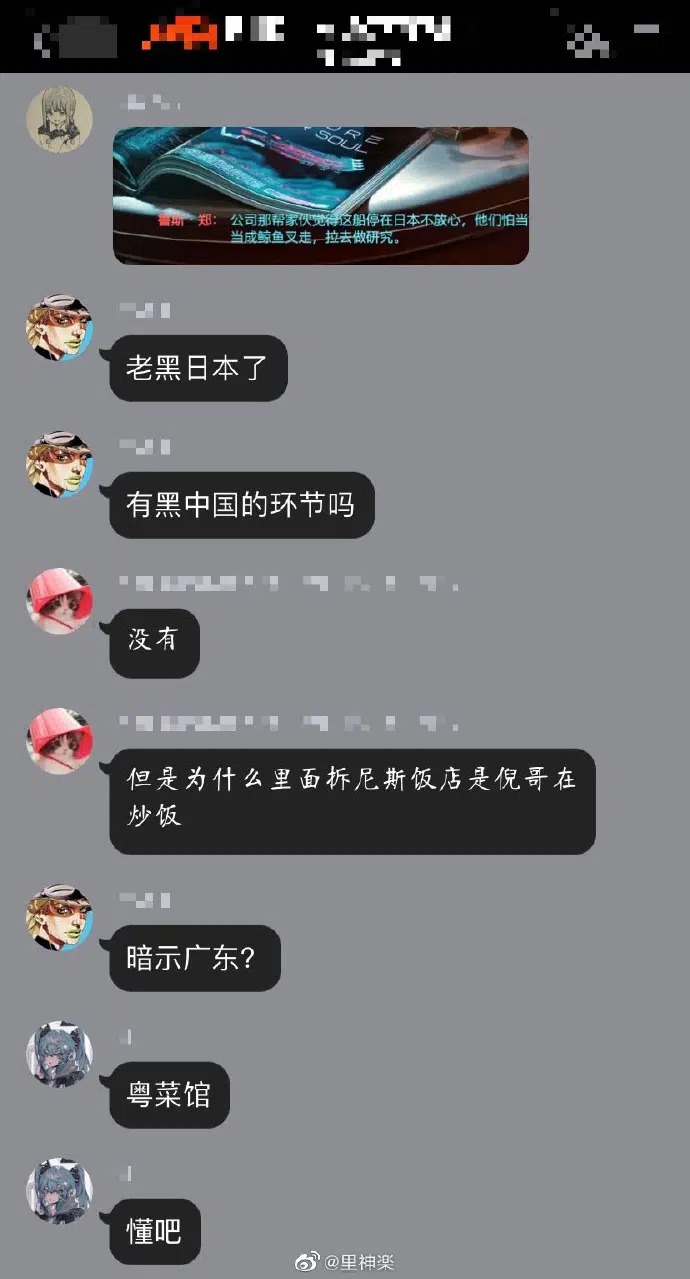 URE
SOUL
鲁斯·郑：公司那帮家伙觉得这船停在日本不放心，他们怕当
当成鲸鱼叉走，拉去做研究。
老黑日本了
有黑中国的环节吗
没有
但是为什么里面拆尼斯饭店是倪哥在
炒饭
暗示广东？
粤菜馆
懂吧
@里神楽